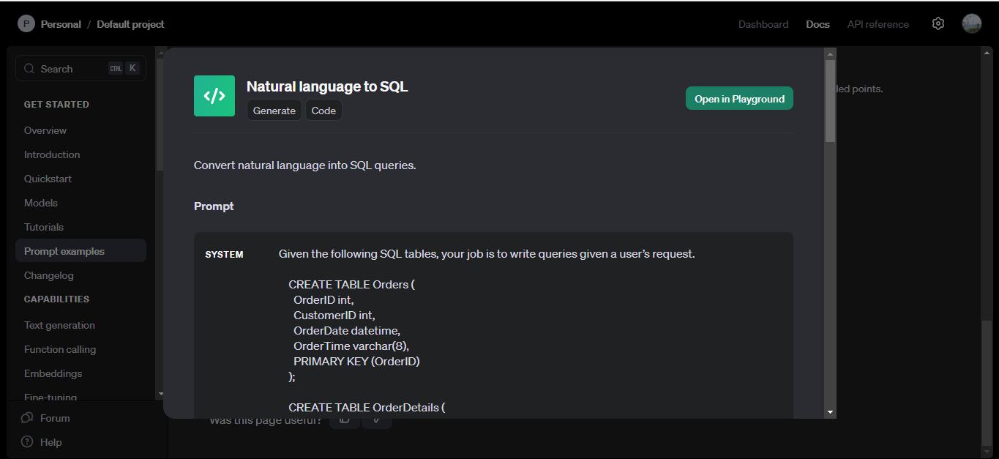 P Personal / Default project
Dashboard Docs API reference
Search CTRL K
GET STARTED
Overview
Introduction
Quickstart
Models
Tutorials
Prompt examples
Changelog
CAPABILITIES
Text generation
Function calling
Embeddings
Fine-tuning
Forum
Help
Natural language to SQL
Generate Code
Open in Playground
Convert natural language into SQL queries.
Prompt
SYSTEM Given the following SQL tables, your job is to write queries given a user’s request.
CREATE TABLE Orders (
OrderID int,
CustomerID int,
OrderDate datetime,
OrderTime varchar(8),
PRIMARY KEY (OrderID)
);
CREATE TABLE OrderDetails (
points.
Was this page useful?